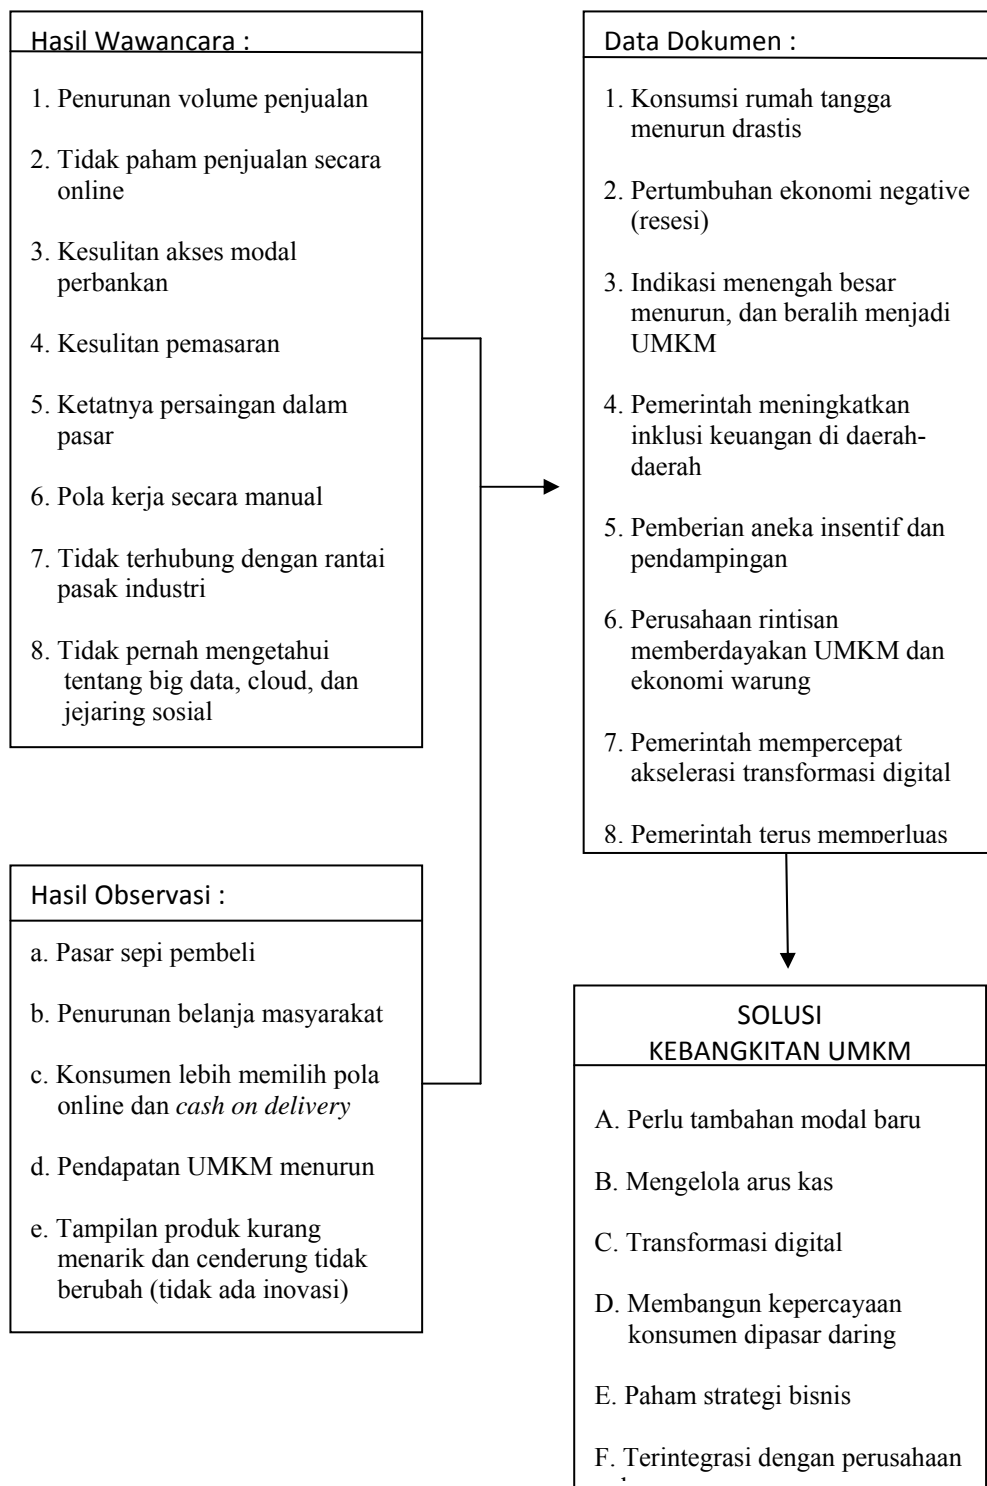 Hasil Wawancara :
1. Penurunan volume penjualan
2. Tidak paham penjualan secara
online
3. Kesulitan akses modal
perbankan
4. Kesulitan pemasaran
5. Ketatnya persaingan dalam
pasar
6. Pola kerja secara manual
7. Tidak terhubung dengan rantai
pasak industri
8. Tidak pernah mengetahui
tentang big data, cloud, dan
jejaring sosial
Hasil Observasi :
a. Pasar sepi pembeli
b. Penurunan belanja masyarakat
c. Konsumen lebih memilih pola
online dan cash on delivery
d. Pendapatan UMKM menurun
e. Tampilan produk kurang
menarik dan cenderung tidak
berubah (tidak ada inovasi)
Data Dokumen :
1. Konsumsi rumah tangga
menurun drastis
2. Pertumbuhan ekonomi negative
(resesi)
3. Indikasi menengah besar
menurun, dan beralih menjadi
UMKM
4. Pemerintah meningkatkan
inklusi keuangan di daerah-
daerah
5. Pemberian aneka insentif dan
pendampingan
6. Perusahaan rintisan
memberdayakan UMKM dan
ekonomi warung
7. Pemerintah mempercepat
akselerasi transformasi digital
8. Pemerintah terus memperluas
SOLUSI
KEBANGKITAN UMKM
A. Perlu tambahan modal baru
B. Mengelola arus kas
C. Transformasi digital
D. Membangun kepercayaan
konsumen dipasar daring
E. Paham strategi bisnis
F. Terintegrasi dengan perusahaan